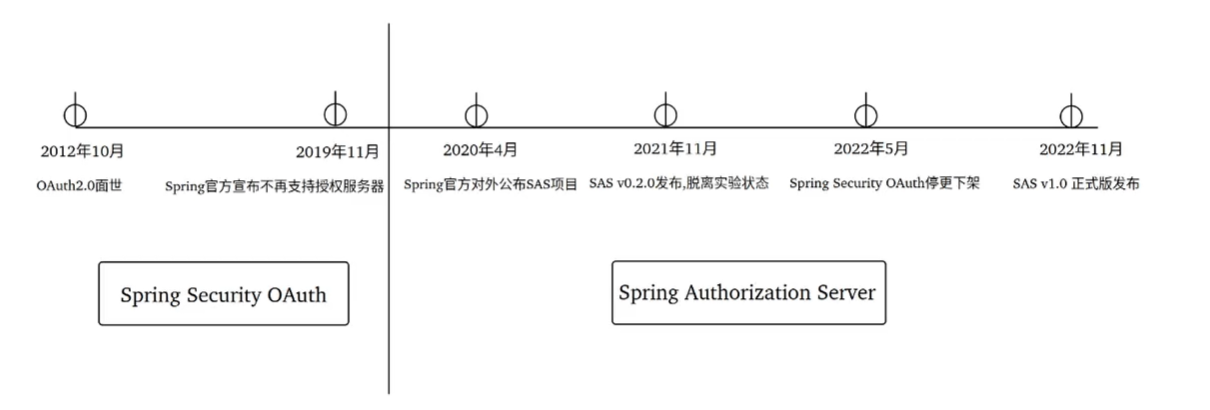 2012年10月
2019年11月
2020年4月
2021年11月
2022年5月
2022年11月
OAuth2.0面世
Spring官方宣布不再支持授权服务器
Spring官方对外公布SAS项目
SAS v0.2.0发布,脱离实验状态
Spring Security OAuth停更下架
SAS v1.0 正式版发布
Spring Security OAuth
Spring Authorization Server